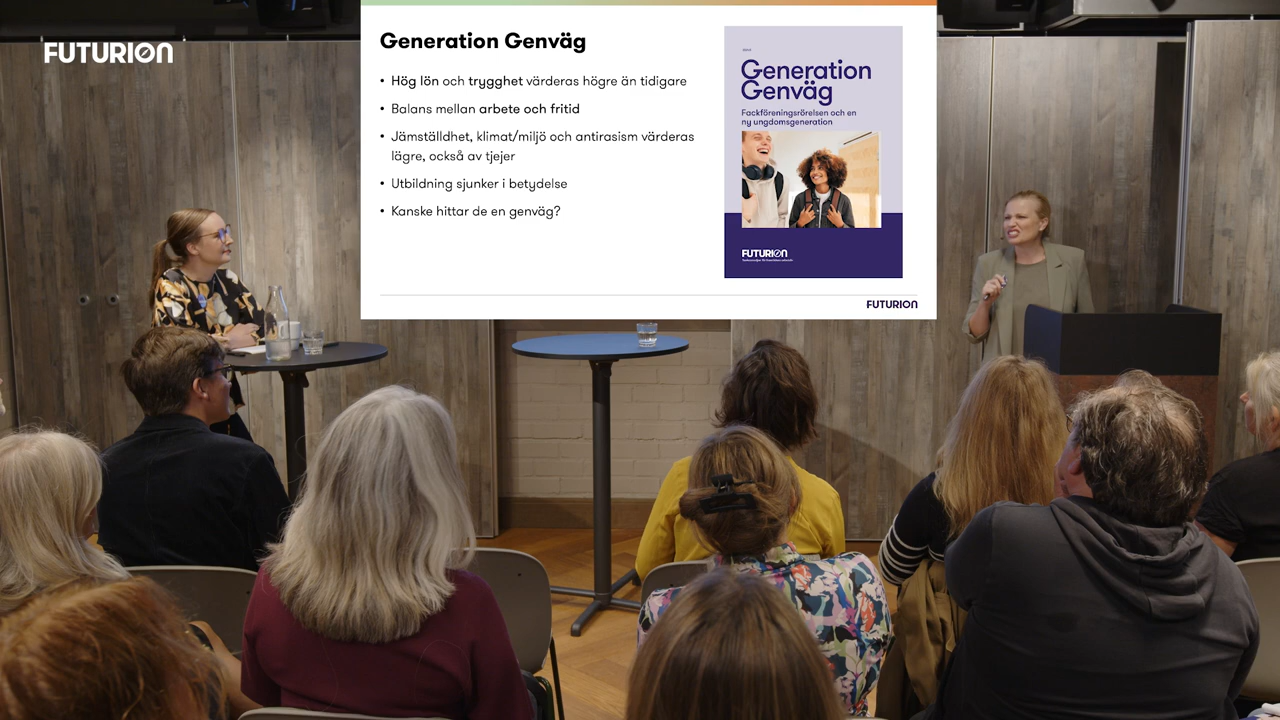 FUTURION
Generation Genväg
• Hög lön och trygghet värderas högre än tidigare
• Balans mellan arbete och fritid
• Jämställdhet, klimat/miljö och antirasism värderas
lägre, också av tjejer
• Utbildning sjunker i betydelse
• Kanske hittar de en genväg?
Generation
Genväg
Fackföreningsrörelsen och en
ny ungdomsgeneration
FUTURION
FUTURION